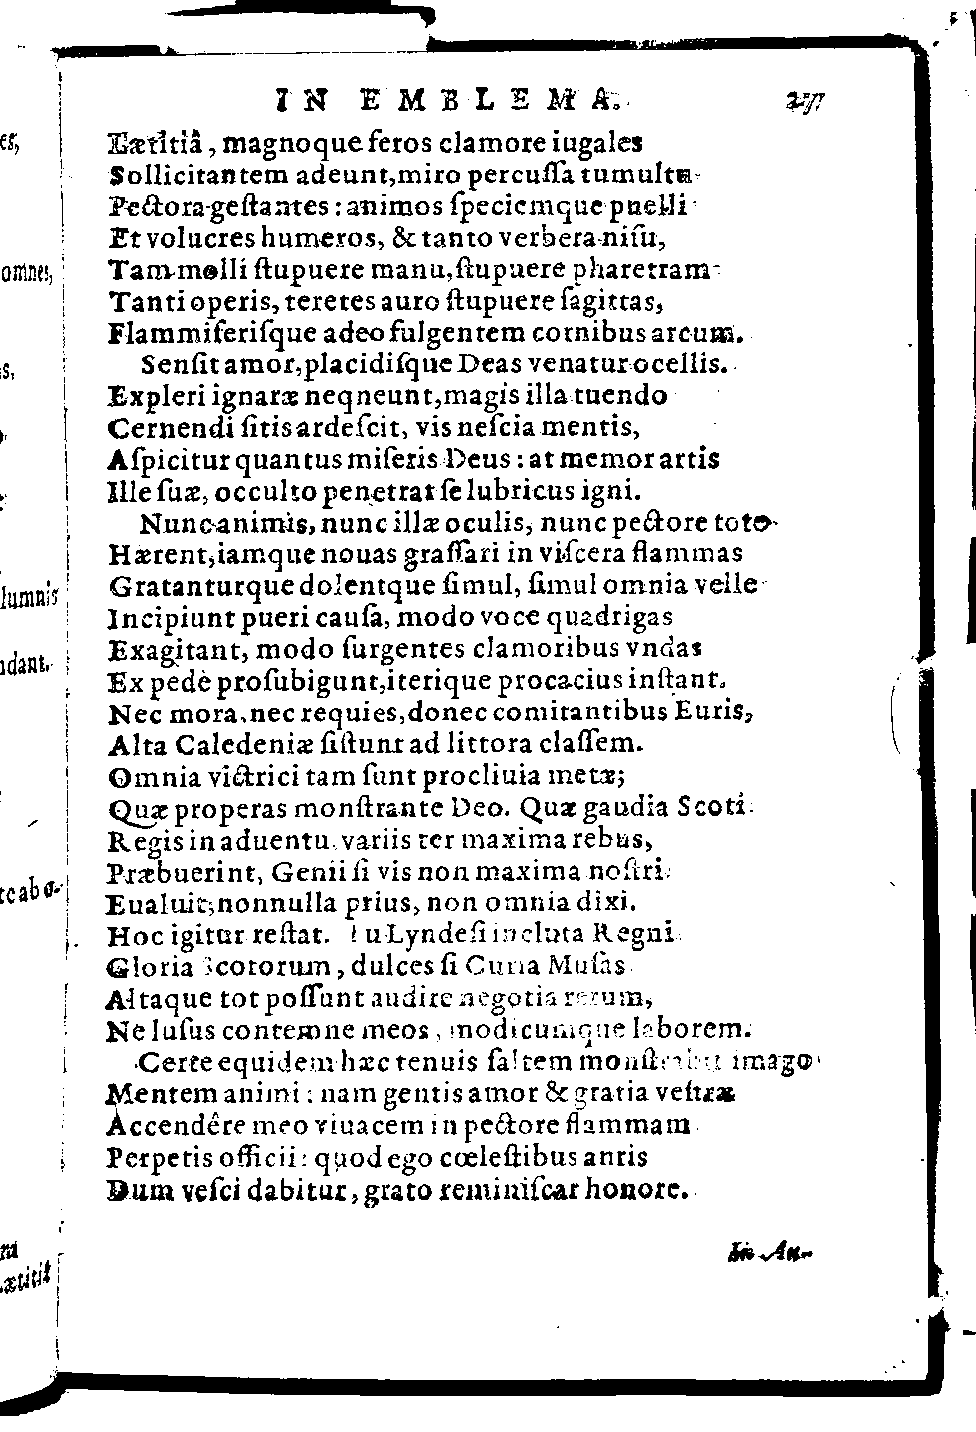 IN EMBLEMA.
Lætitiâ, magnoque feros clamore iugales
Sollicitantem adeunt, miro percuſſa tumultu
Pectora geſtantes: animos ſpeciemque puelli
Et volucres humeros, & tanto verbera niſu,
Tam molli ſtupuere manu, ſtupuere pharetram
Tanti operis, teretes auro ſtupuere ſagittas,
Flammiferiſque adeo fulgentem cornibus arcum.
Senſit amor, placidiſque Deas venatur ocellis.
Expleri ignaræ neqneunt, magis illa tuendo
Cernendi ſitis ardeſcit, vis neſcia mentis,
Aſpicitur quantus miſeris Deus: at memor artis
Ille ſuæ, occulto penetrat ſe lubricus igni.
Nunc animis, nunc illæ oculis, nunc pectore toto
Hærent, iamque nouas graſſari in viſcera flammas
Gratanturque dolentque ſimul, ſimul omnia velle
Incipiunt pueri cauſa, modo voce quadrigas
Exagitant, modo ſurgentes clamoribus vndas
Ex pede proſubigunt, iterique procacius inſtant.
Nec mora, nec requies, donec comitantibus Euris,
Alta Caledeniæ ſiſtunt ad littora claſſem.
Omnia victrici tam ſunt procliuia metæ;
Quæ properas monſtrante Deo. Quæ gaudia Scoti
Regis in aduentu variis ter maxima rebus,
Præbuerint, Genii ſi vis non maxima noſtri
Eualuit; nonnulla prius, non omnia dixi.
Hoc igitur reſtat. Tu Lyndeſi incluta Regni
Gloria Scotorum, dulces ſi Curia Muſas
Altaque tot poſſunt audire negotia rerum,
Ne luſus contemne meos, modicumque laborem.
Certe equidem hæc tenuis ſaltem monſtrabit imago
Mentem animi: nam gentis amor & gratia veſtræ
Accendêre meo viuacem in pectore flammam
Perpetis officii: quod ego cœleſtibus auris
Dum veſci dabitur, grato reminiſcar honore.
In Au-
es,
omnes,
s,
lumnis
ndant.
te ab o-
ætitiâ